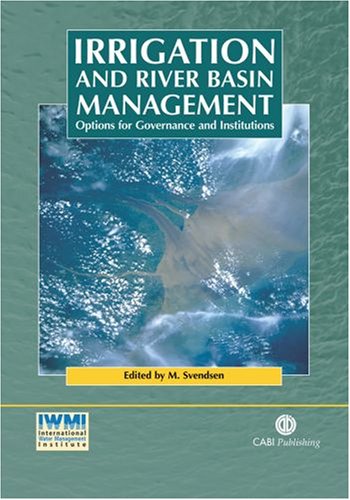 IRRIGATION
AND RIVER BASIN
MANAGEMENT
Options for Governance and Institutions
Edited by M. Svendsen
IWMI
International
Water Management
Institute
CABI Publishing